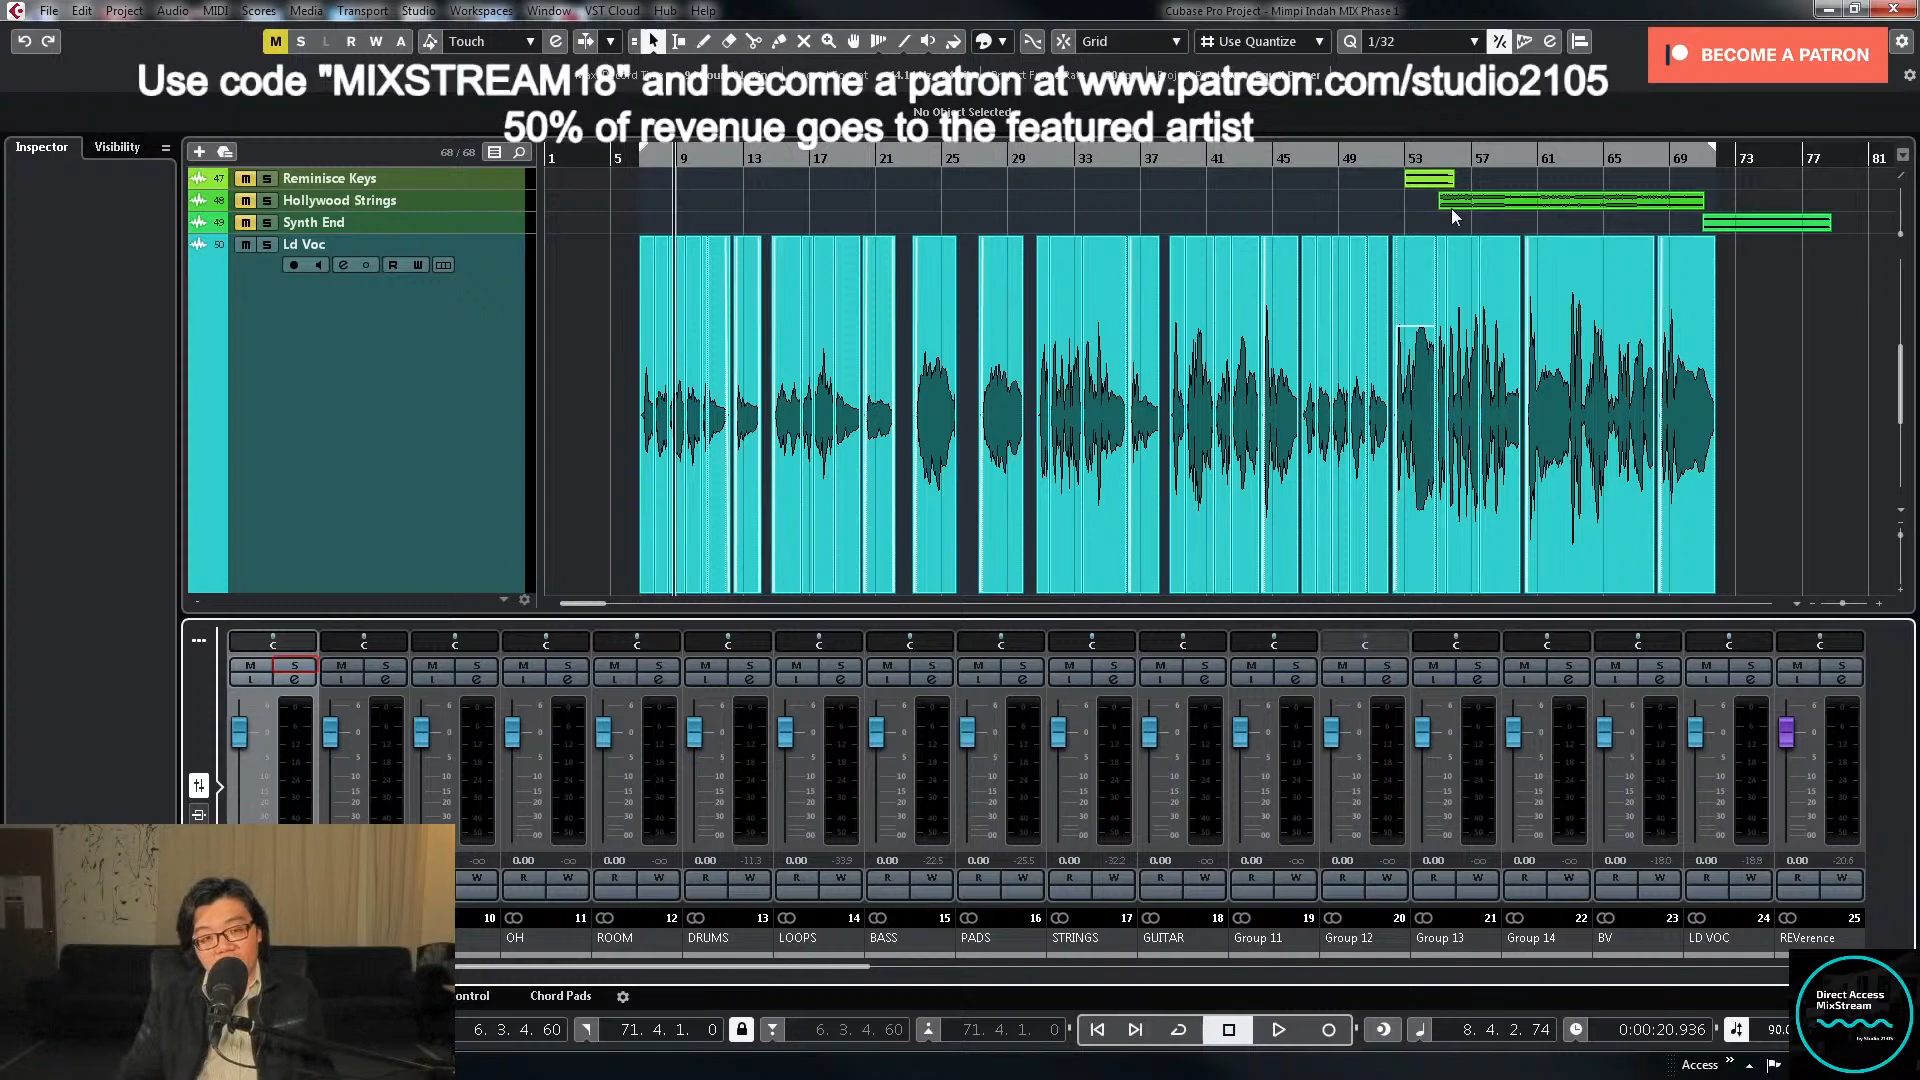 File Edit Project Audio MIDI Scores Media Transport Studio Workspaces Window VST Cloud Hub Help
Cubase Pro Project - Mimpi Indah MIX Phase 1
M S L R W A Touch Grid Use Quantize Q 1/32
BECOME A PATRON
Use code "MIXSTREAM18" and become a patron at www.patreon.com/studio2105
No Object Selected
50% of revenue goes to the featured artist
Inspector Visibility
68 / 68
1 5 9 13 17 21 25 29 33 37 41 45 49 53 57 61 65 69 73 77 81
47 m S Reminisce Keys
48 m S Hollywood Strings
49 m S Synth End
50 m S Ld Voc
R W
C C C C C C C C C C C C C C C C C C
M S M S M S M S M S M S M S M S M S M S M S M S M S M S M S M S M S M S
0.00 -∞ 0.00 -∞ 0.00 -11.3 0.00 -33.9 0.00 -22.5 0.00 -25.5 0.00 -32.2 0.00 -∞ 0.00 -∞ 0.00 -∞ 0.00 -∞ 0.00 -∞ 0.00 -18.0 0.00 -18.8 0.00 -20.6
W R W R W R W R W R W R W R W R W R W R W R W R W R W R W R W
10 11 12 13 14 15 16 17 18 19 20 21 22 23 24 25
OH ROOM DRUMS LOOPS BASS PADS STRINGS GUITAR Group 11 Group 12 Group 13 Group 14 BV LD VOC REVerence
ontrol Chord Pads
6. 3. 4. 60 71. 4. 1. 0 6. 3. 4. 60 71. 4. 1. 0 8. 4. 2. 74 0:00:20.936 90.
Access
Direct Access
MixStream
by Studio 2105